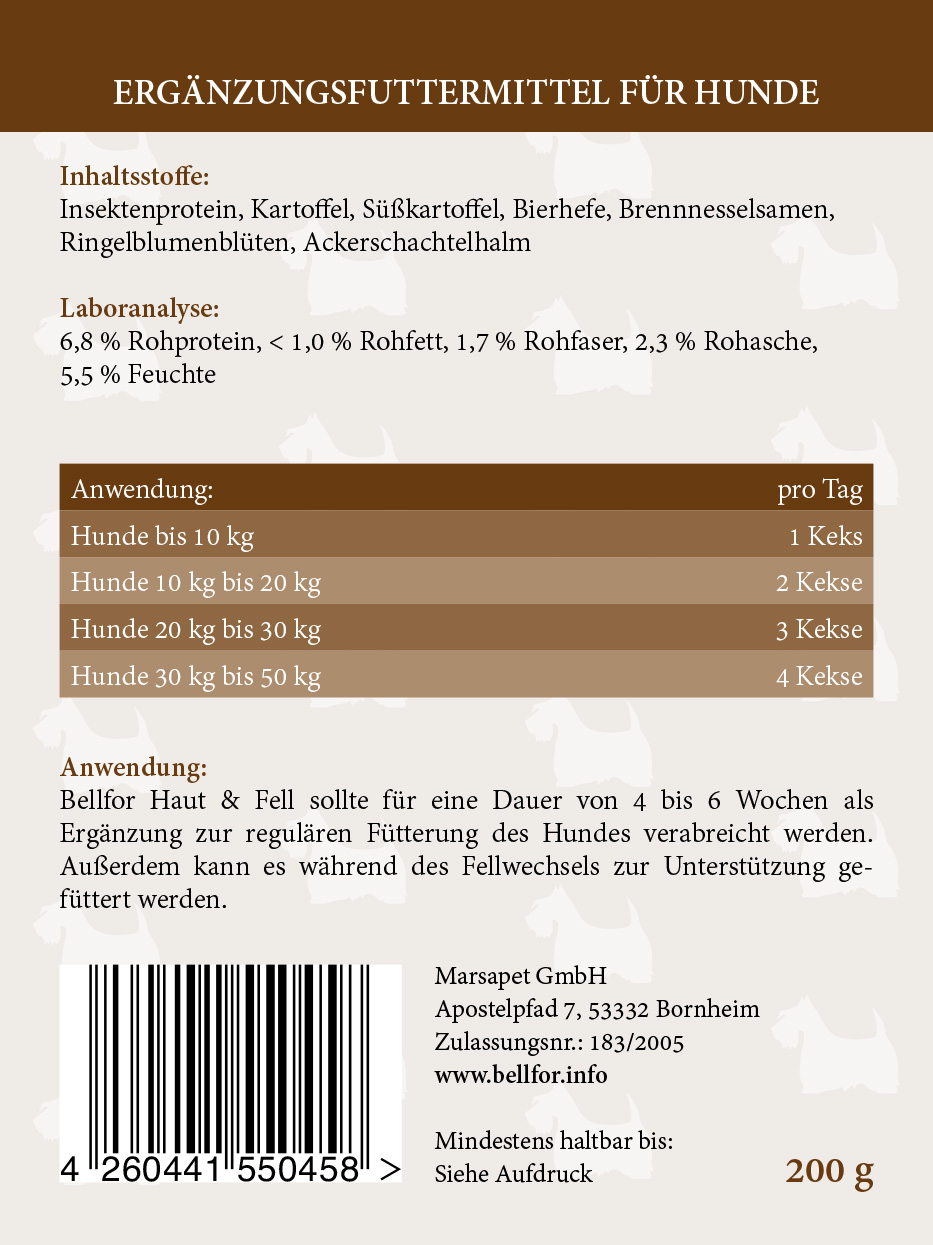 ERGÄNZUNGSFUTTERMITTEL FÜR HUNDE
Inhaltsstoffe:
Insektenprotein, Kartoffel, Süßkartoffel, Bierhefe, Brennnesselsamen,
Ringelblumenblüten, Ackerschachtelhalm
Laboranalyse:
6,8 % Rohprotein, < 1,0 % Rohfett, 1,7 % Rohfaser, 2,3 % Rohasche,
5,5 % Feuchte
Anwendung: pro Tag
Hunde bis 10 kg 1 Keks
Hunde 10 kg bis 20 kg 2 Kekse
Hunde 20 kg bis 30 kg 3 Kekse
Hunde 30 kg bis 50 kg 4 Kekse
Anwendung:
Bellfor Haut & Fell sollte für eine Dauer von 4 bis 6 Wochen als
Ergänzung zur regulären Fütterung des Hundes verabreicht werden.
Außerdem kann es während des Fellwechsels zur Unterstützung ge-
füttert werden.
Marsapet GmbH
Apostelpfad 7, 53332 Bornheim
Zulassungsnr.: 183/2005
www.bellfor.info
Mindestens haltbar bis:
Siehe Aufdruck
200 g
4 260441 550458 >